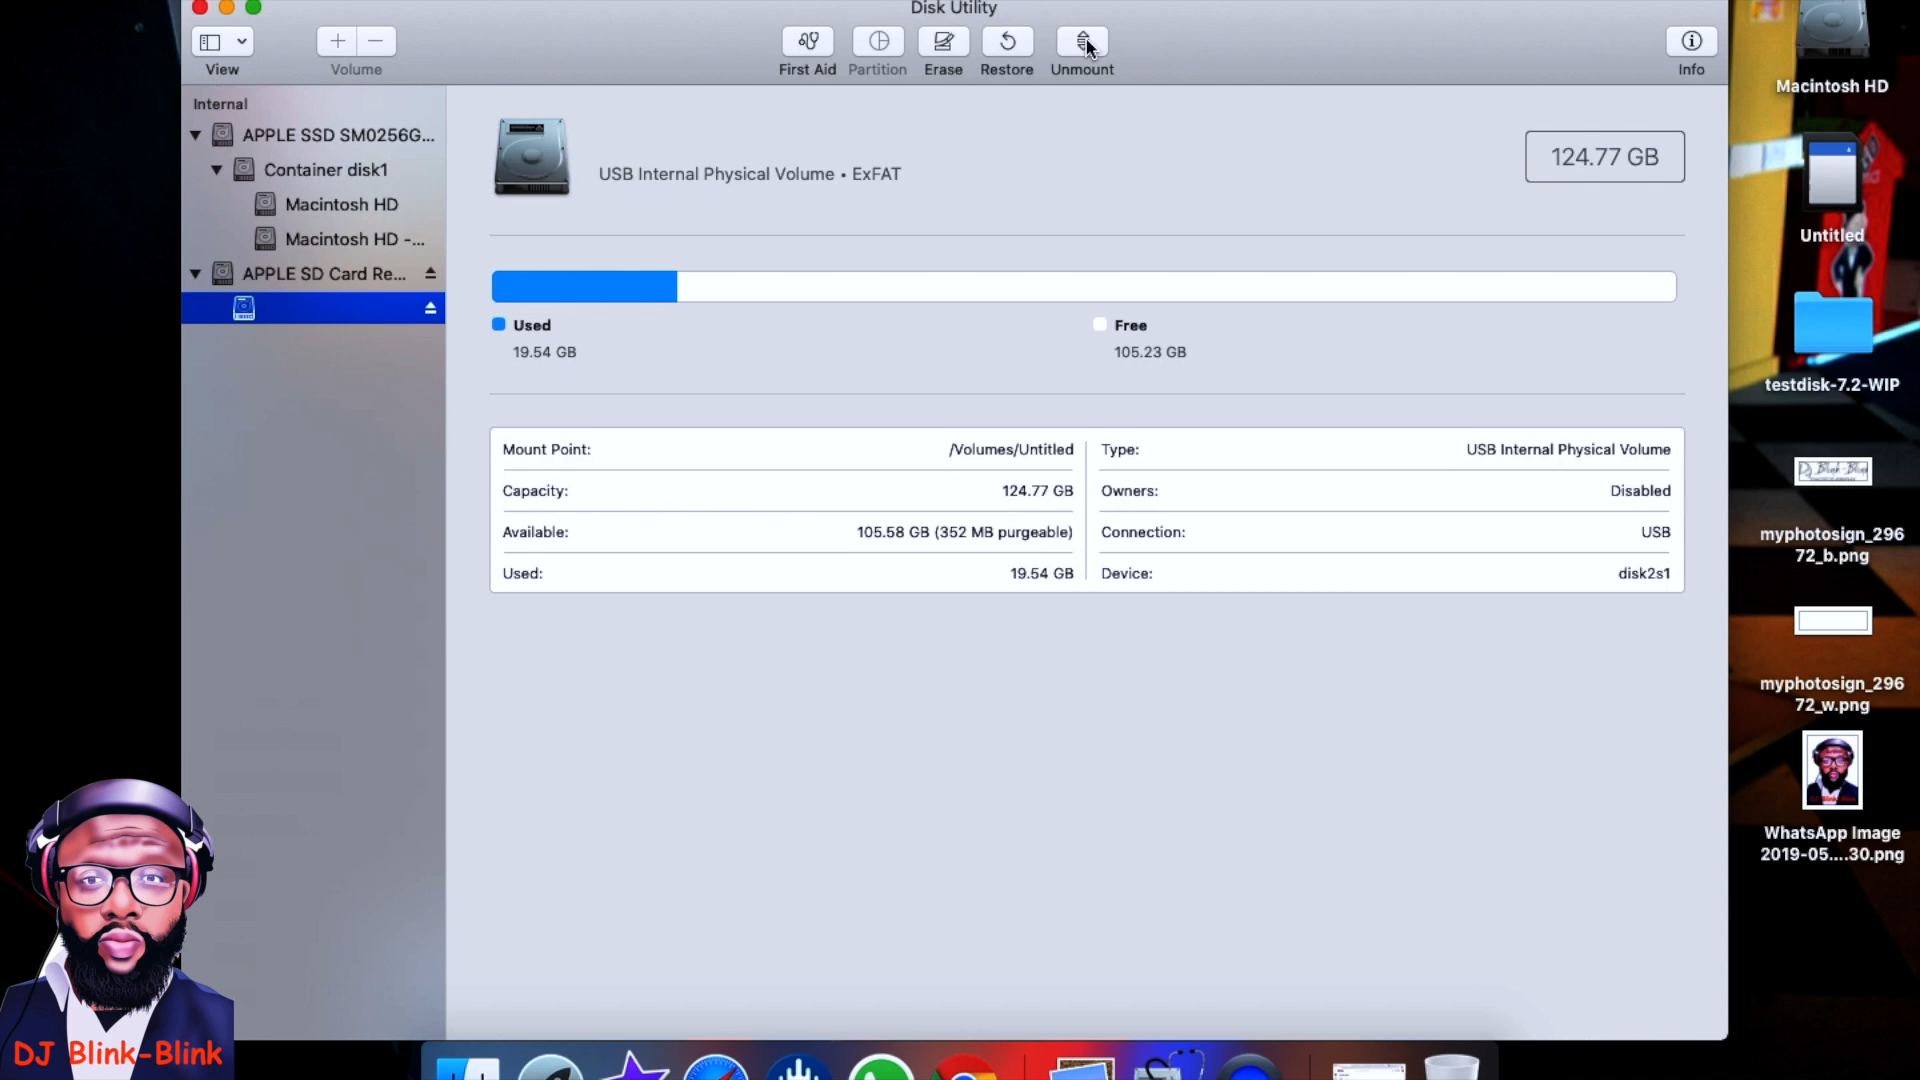 Disk Utility
View
Volume
First Aid
Partition
Erase
Restore
Unmount
Info
Internal
APPLE SSD SM0256G...
Container disk1
Macintosh HD
Macintosh HD -...
APPLE SD Card Re...
USB Internal Physical Volume • ExFAT
124.77 GB
Used
19.54 GB
Free
105.23 GB
Mount Point: /Volumes/Untitled
Capacity: 124.77 GB
Available: 105.58 GB (352 MB purgeable)
Used: 19.54 GB
Type: USB Internal Physical Volume
Owners: Disabled
Connection: USB
Device: disk2s1
Macintosh HD
Untitled
testdisk-7.2-WIP
Dj Blink-Blink
myphotosign_296
72_b.png
myphotosign_296
72_w.png
WhatsApp Image
2019-05....30.png
DJ Blink-Blink